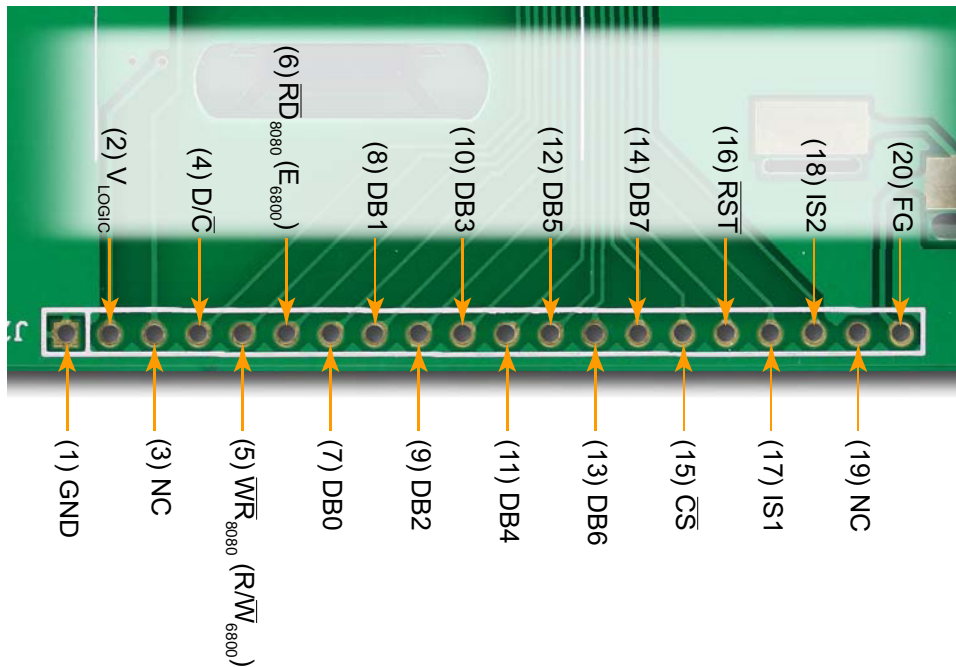 (1) GND
(2) V_LOGIC
(3) NC
(4) D/C̅
(5) W̅R̅_8080 (R/W̅_6800)
(6) R̅D̅_8080 (E_6800)
(7) DB0
(8) DB1
(9) DB2
(10) DB3
(11) DB4
(12) DB5
(13) DB6
(14) DB7
(15) C̅S̅
(16) R̅S̅T̅
(17) IS1
(18) IS2
(19) NC
(20) FG